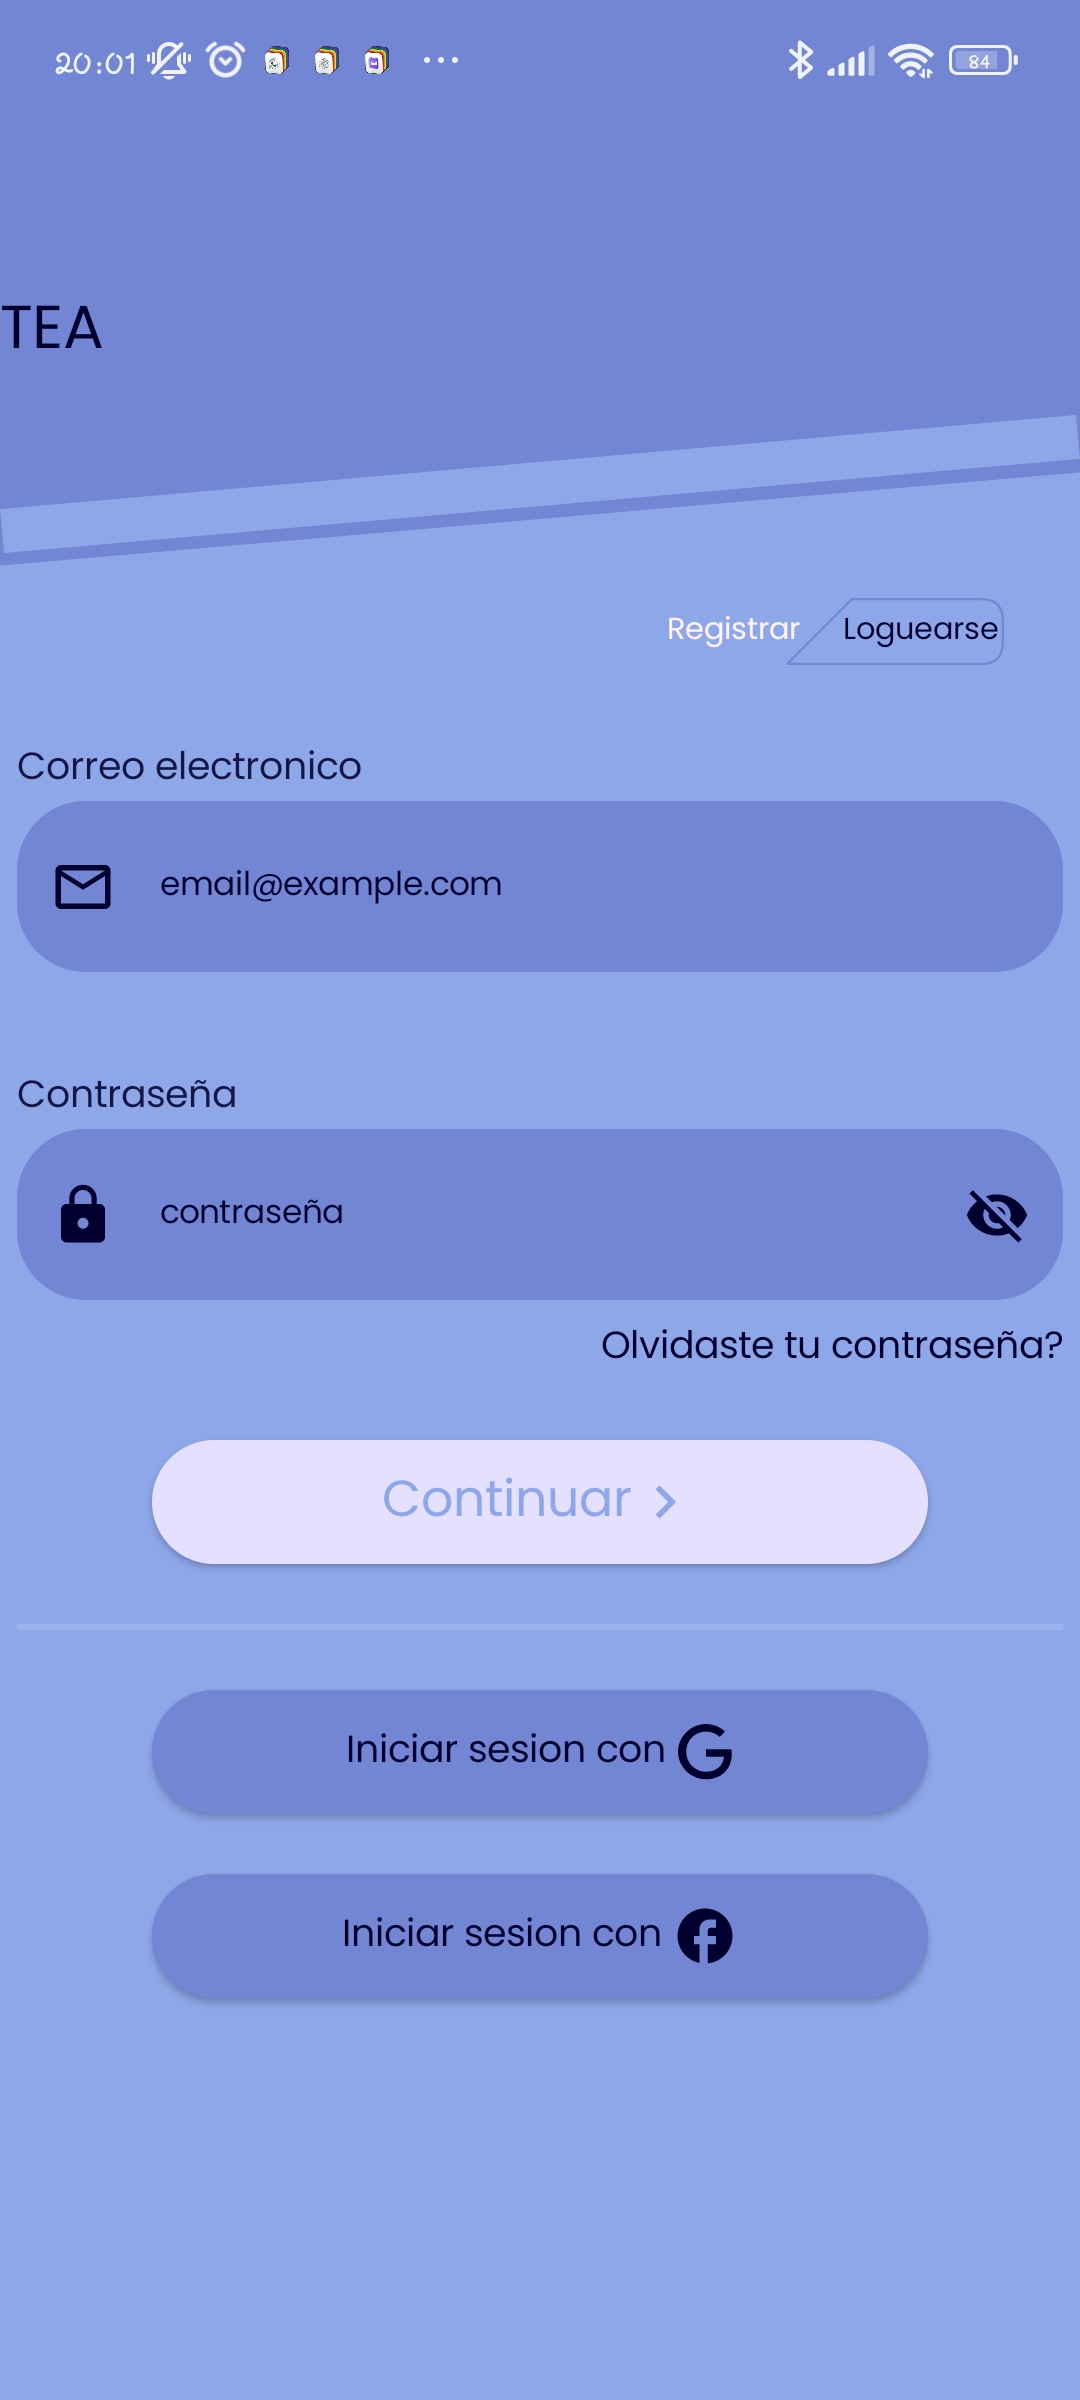 20:01 84
TEA
Registrar Loguearse
Correo electronico
email@example.com
Contraseña
contraseña
Olvidaste tu contraseña?
Continuar
Iniciar sesion con
Iniciar sesion con